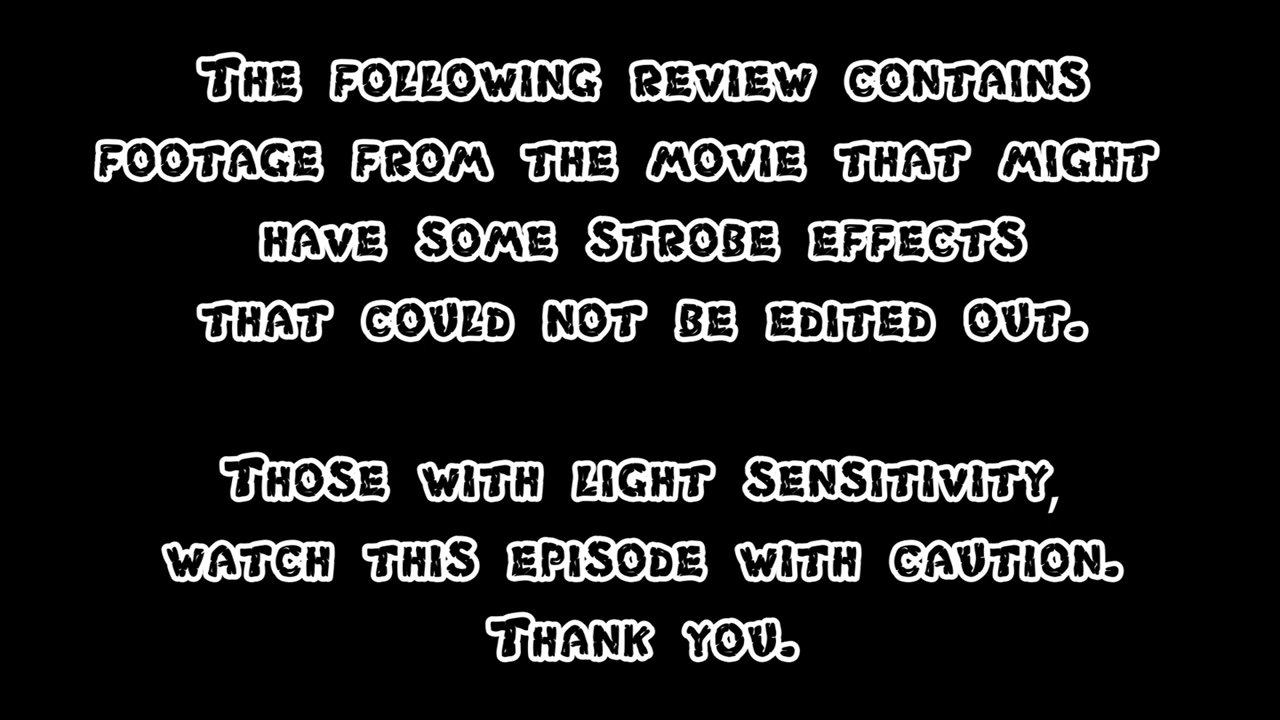 The following review contains
footage from the movie that might
have some strobe effects
that could not be edited out.
Those with light sensitivity,
watch this episode with caution.
Thank you.